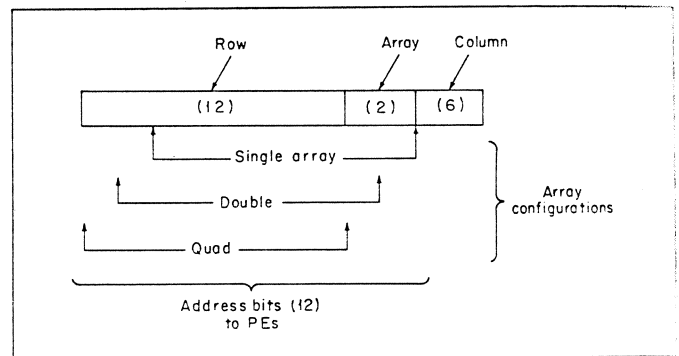 Row
Array
Column
(12)
(2)
(6)
Single array
Double
Quad
Array
configurations
Address bits (12)
to PEs